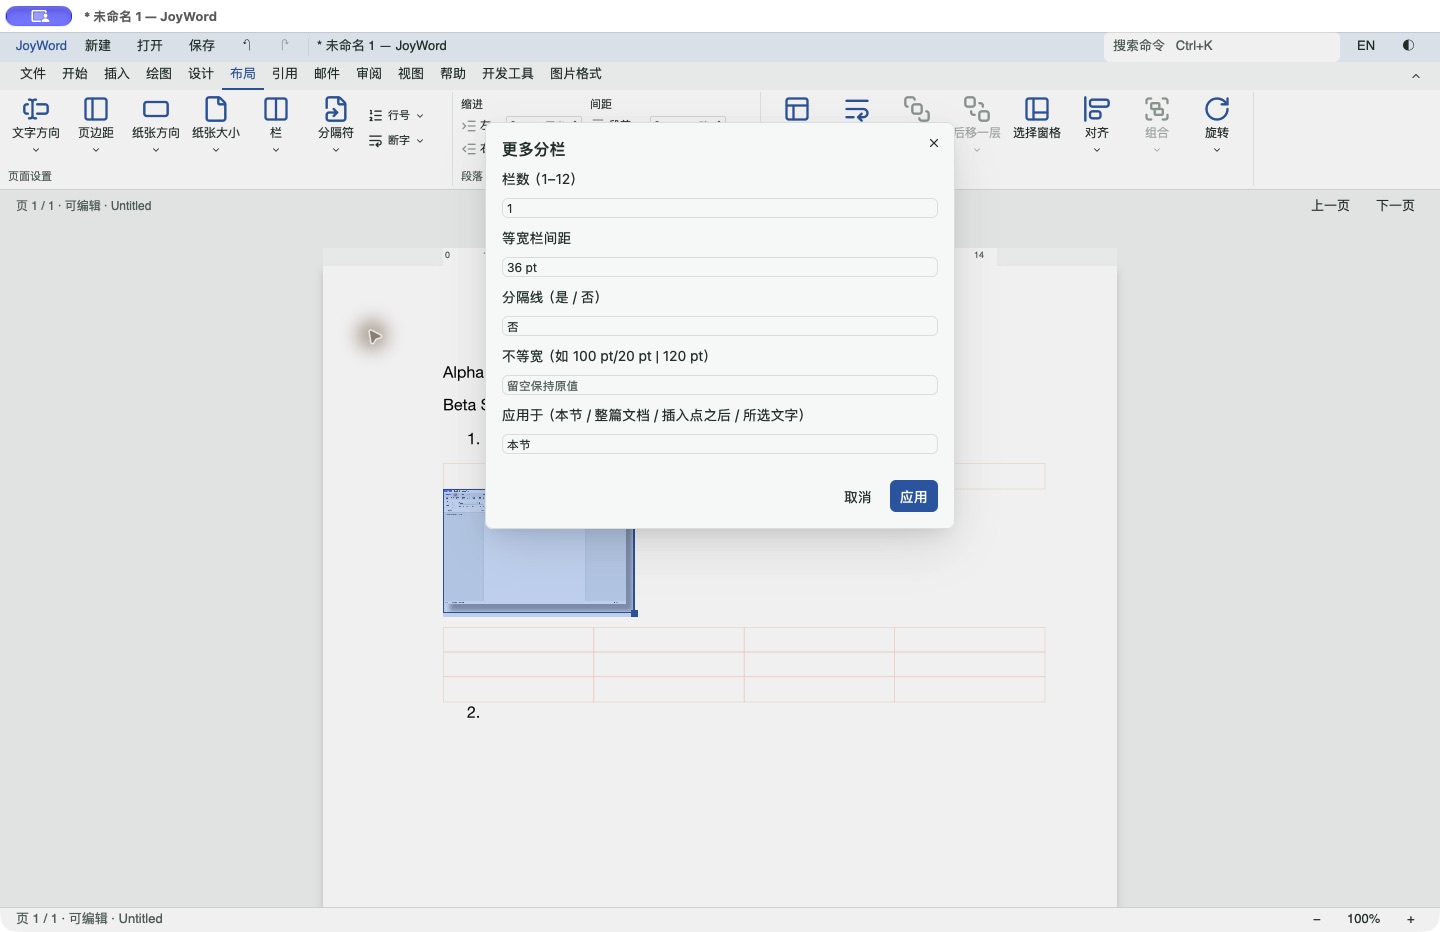 * 未命名 1 — JoyWord
JoyWord 新建 打开 保存 * 未命名 1 — JoyWord 搜索命令 Ctrl+K EN
文件 开始 插入 绘图 设计 布局 引用 邮件 审阅 视图 帮助 开发工具 图片格式
文字方向 页边距 纸张方向 纸张大小 栏 分隔符 行号 断字
缩进 间距
后移一层 选择窗格 对齐 组合 旋转
页面设置 段落
页 1 / 1 · 可编辑 · Untitled 上一页 下一页
0 14
更多分栏
栏数（1–12）
1
等宽栏间距
36 pt
分隔线（是 / 否）
否
不等宽（如 100 pt/20 pt | 120 pt）
留空保持原值
应用于（本节 / 整篇文档 / 插入点之后 / 所选文字）
本节
取消 应用
Alpha
Beta
1.
2.
页 1 / 1 · 可编辑 · Untitled − 100% +